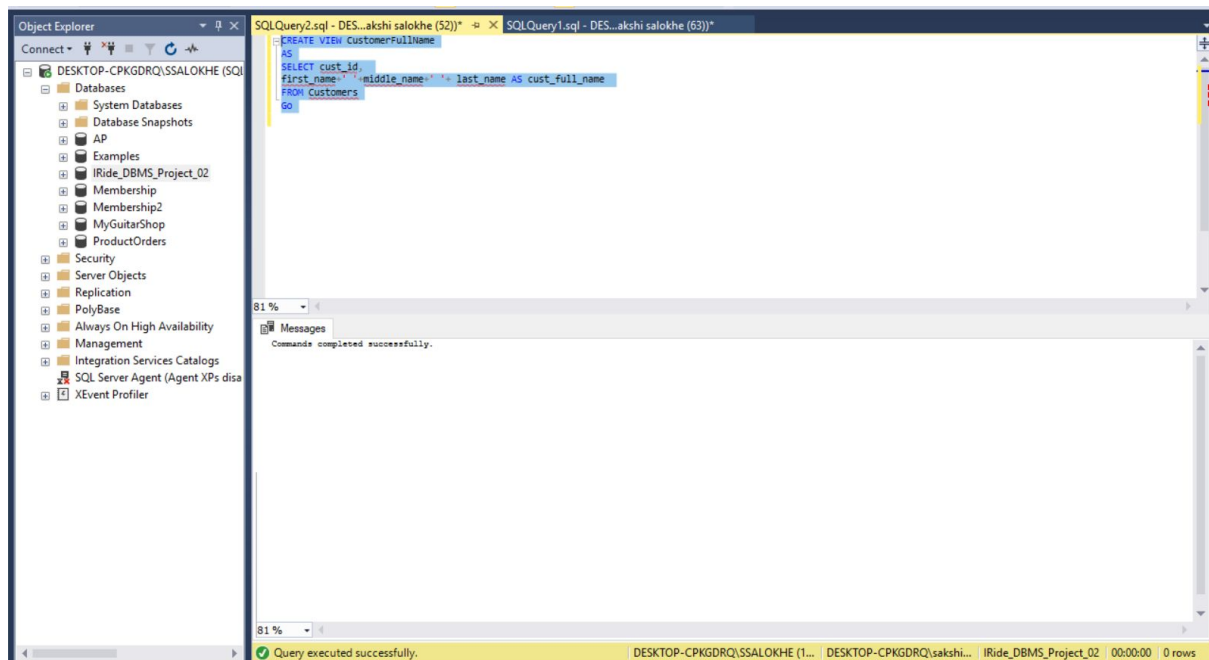 Object Explorer
Connect
DESKTOP-CPKGDRQ\SSALOKHE (SQL
Databases
System Databases
Database Snapshots
AP
Examples
IRide_DBMS_Project_02
Membership
Membership2
MyGuitarShop
ProductOrders
Security
Server Objects
Replication
PolyBase
Always On High Availability
Management
Integration Services Catalogs
SQL Server Agent (Agent XPs disa
XEvent Profiler
SQLQuery2.sql - DES...akshi salokhe (52))* SQLQuery1.sql - DES...akshi salokhe (63))*
CREATE VIEW CustomerFullName
AS
SELECT cust_id,
first_name+' '+middle_name+' '+ last_name AS cust_full_name
FROM Customers
GO
81 %
Messages
Commands completed successfully.
81 %
Query executed successfully. DESKTOP-CPKGDRQ\SSALOKHE (1... DESKTOP-CPKGDRQ\sakshi... IRide_DBMS_Project_02 00:00:00 0 rows